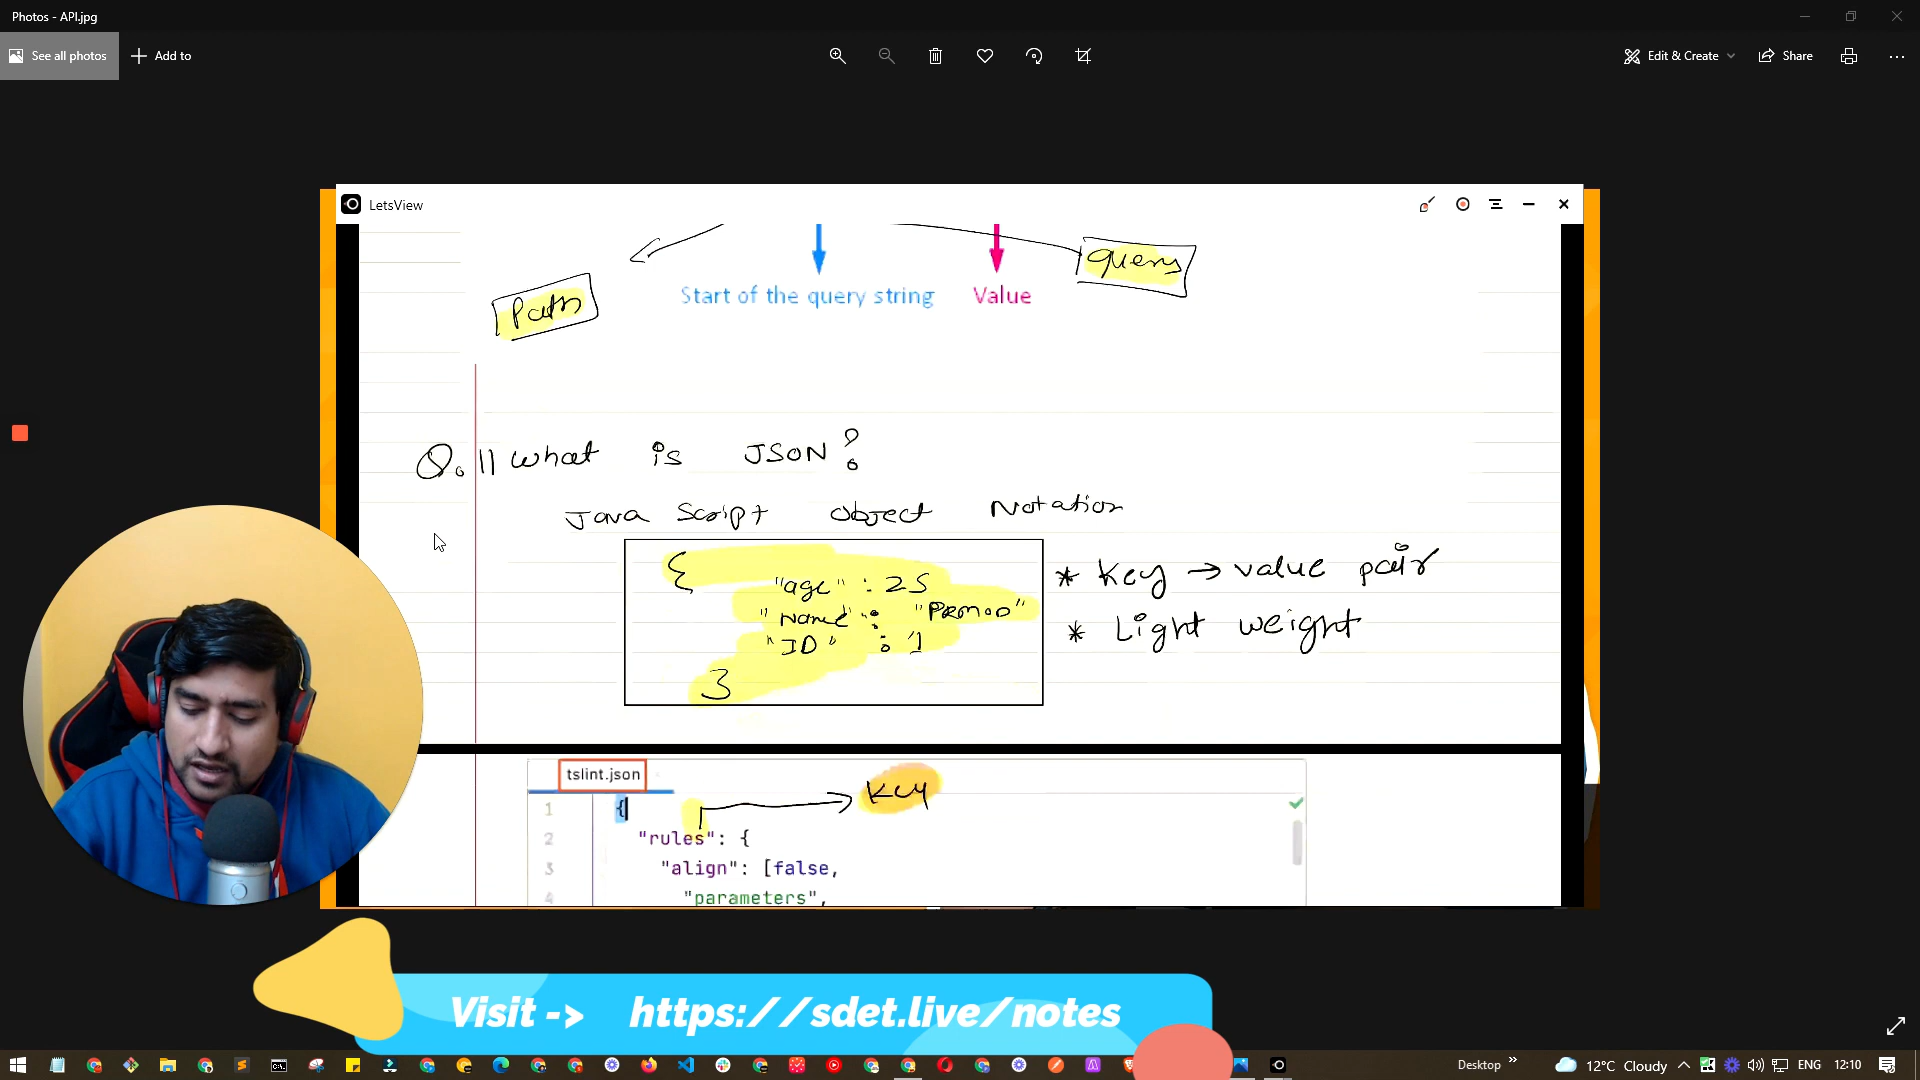 Photos - API.jpg
See all photos
Add to
Edit & Create
Share
LetsView
Query
Start of the query string
Value
Path
Q.11 What is JSON?
Java Script Object Notation
{
"age" : 25
"Name" : "Pramod"
"ID" : 1
}
* Key → value pair
* Light weight
tslint.json
Key
1 {
2 "rules": {
3 "align": [false,
4 "parameters",
Visit -> https://sdet.live/notes
Desktop
12°C Cloudy
ENG
12:10